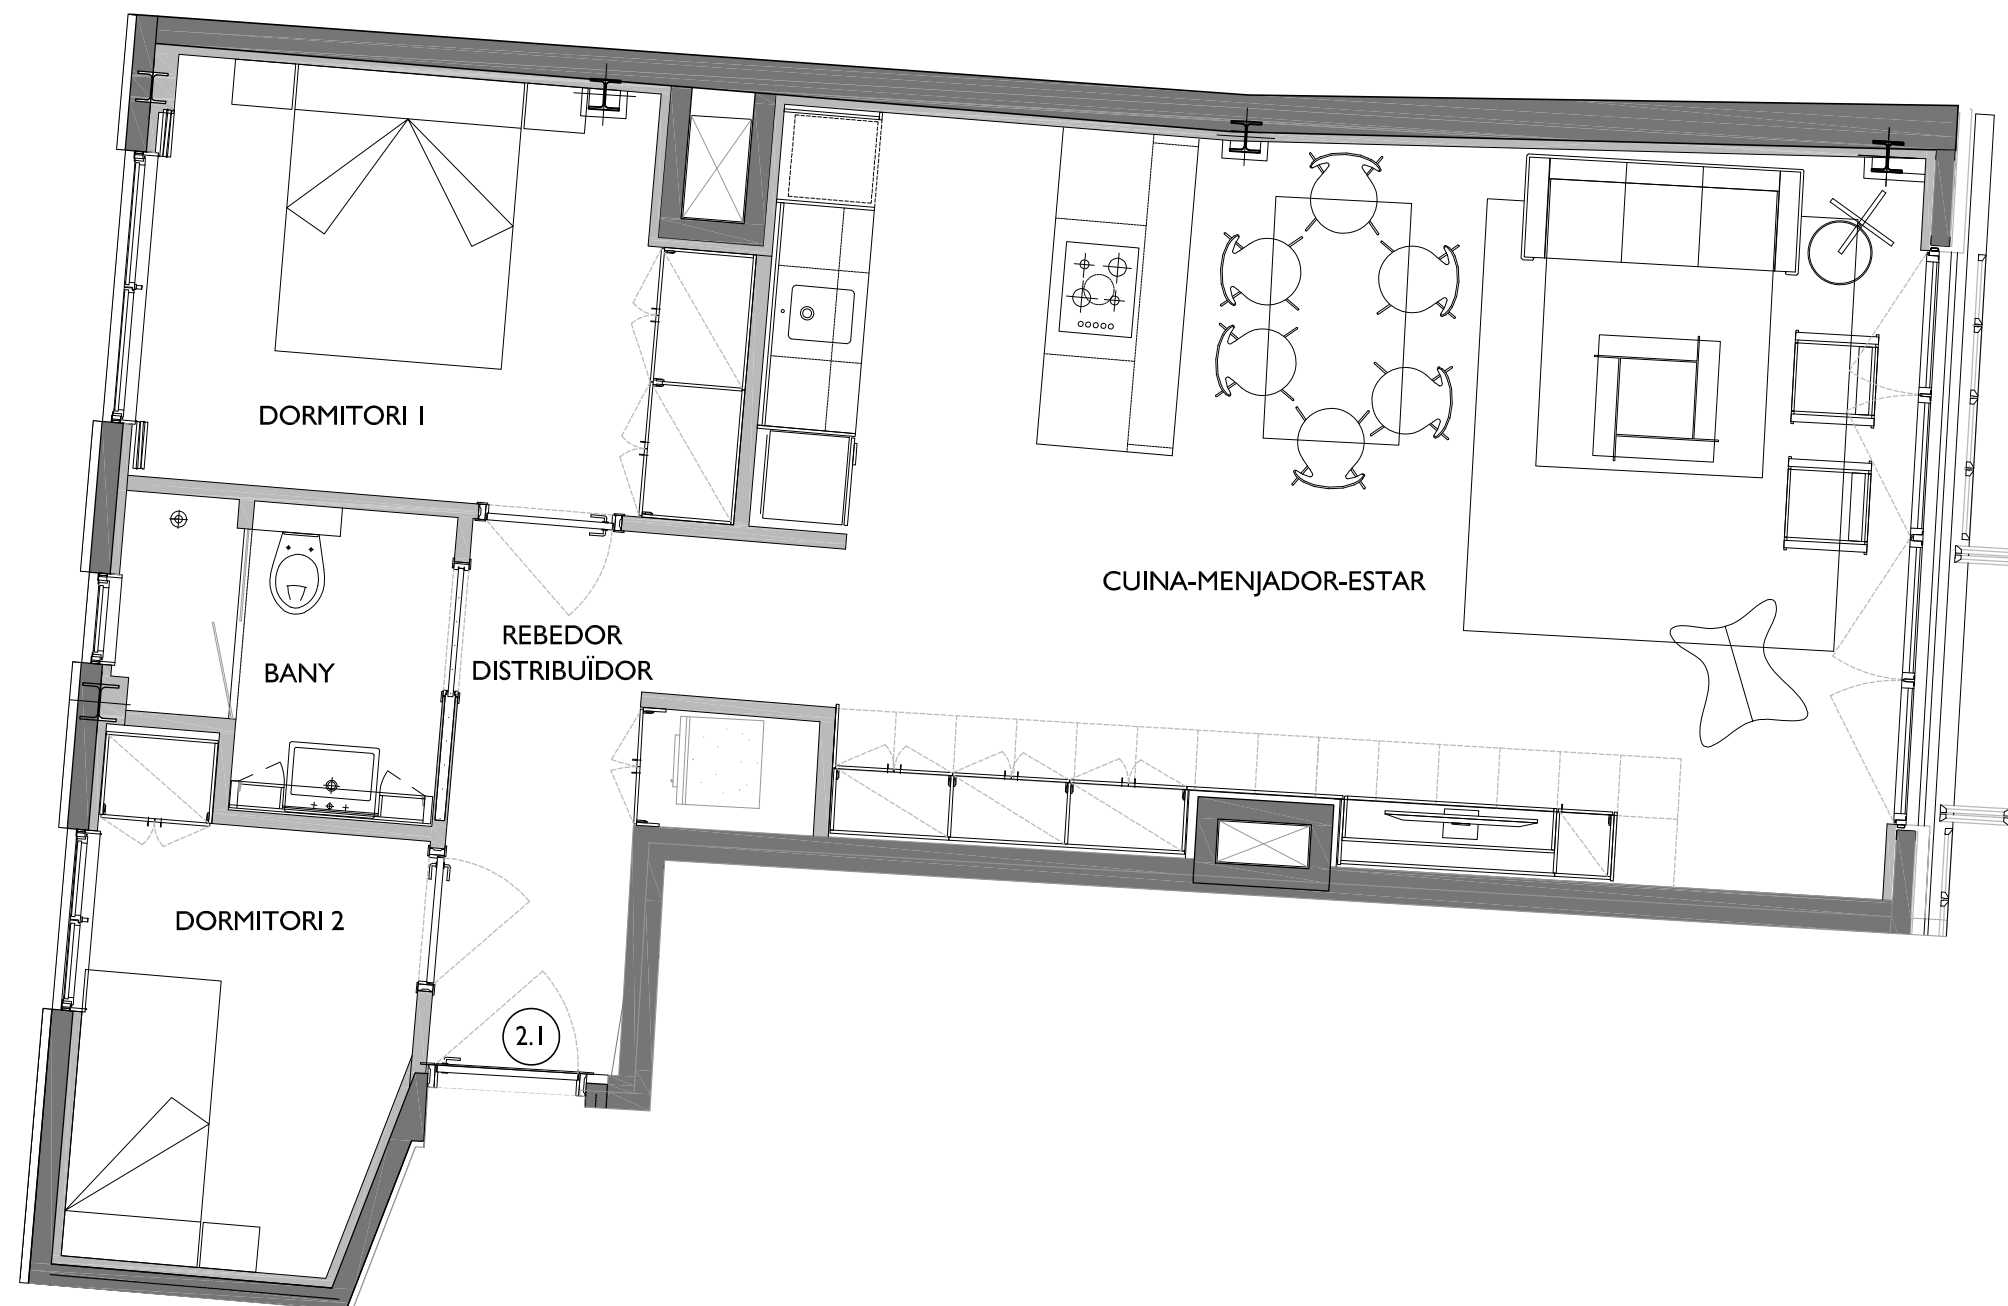 DORMITORI 1
CUINA-MENJADOR-ESTAR
REBEDOR
DISTRIBUÏDOR
BANY
DORMITORI 2
2.1